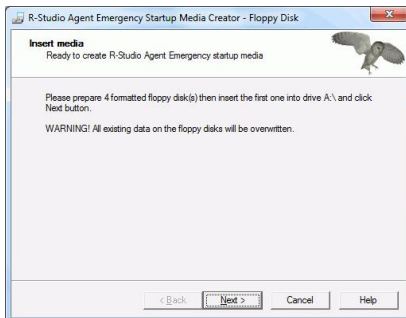 R-Studio Agent Emergency Startup Media Creator - Floppy Disk
Insert media
Ready to create R-Studio Agent Emergency startup media
Please prepare 4 formatted floppy disk(s) then insert the first one into drive A:\ and click
Next button.
WARNING! All existing data on the floppy disks will be overwritten.
< Back Next > Cancel Help